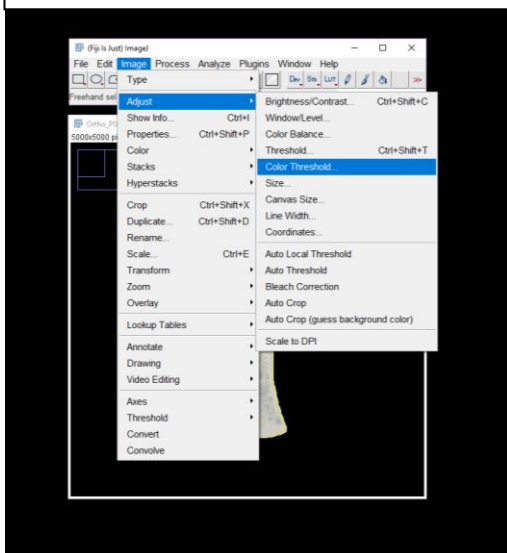 (Fiji Is Just) ImageJ
File Edit Image Process Analyze Plugins Window Help
Dev Stk LUT >>
Freehand sel
Type
Adjust
Show Info... Ctrl+I
Properties... Ctrl+Shift+P
Color
Stacks
Hyperstacks
Crop Ctrl+Shift+X
Duplicate... Ctrl+Shift+D
Rename...
Scale... Ctrl+E
Transform
Zoom
Overlay
Lookup Tables
Annotate
Drawing
Video Editing
Axes
Threshold
Convert
Convolve
Brightness/Contrast... Ctrl+Shift+C
Window/Level...
Color Balance...
Threshold... Ctrl+Shift+T
Color Threshold...
Size...
Canvas Size...
Line Width...
Coordinates...
Auto Local Threshold
Auto Threshold
Bleach Correction
Auto Crop
Auto Crop (guess background color)
Scale to DPI
5000x5000 pi